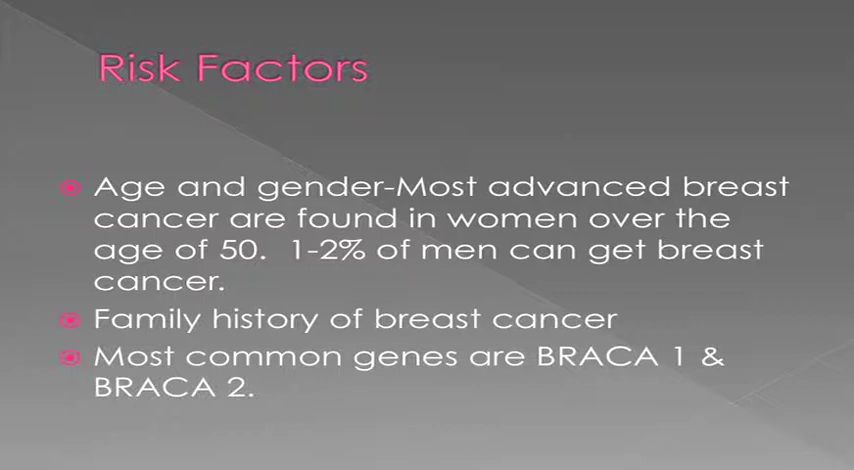 Risk Factors
Age and gender-Most advanced breast
cancer are found in women over the
age of 50.  1-2% of men can get breast
cancer.
Family history of breast cancer
Most common genes are BRACA 1 &
BRACA 2.